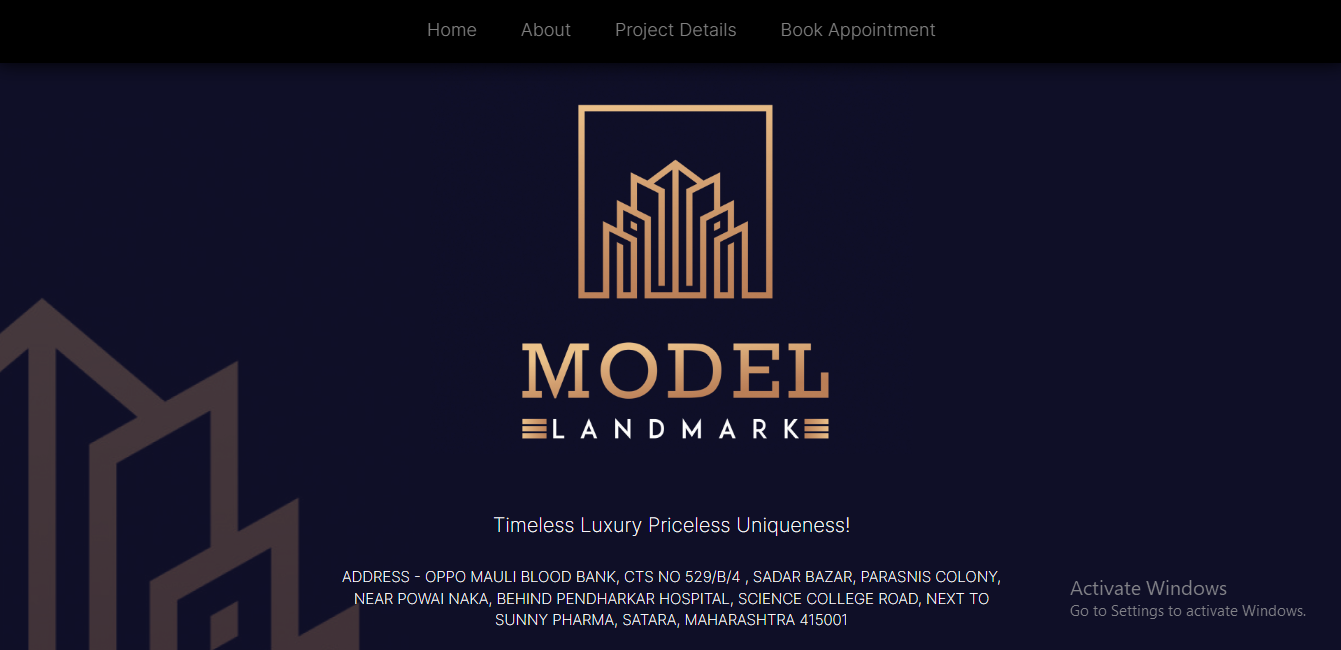 Home About Project Details Book Appointment
MODEL
LANDMARK
Timeless Luxury Priceless Uniqueness!
ADDRESS - OPPO MAULI BLOOD BANK, CTS NO 529/B/4 , SADAR BAZAR, PARASNIS COLONY,
NEAR POWAI NAKA, BEHIND PENDHARKAR HOSPITAL, SCIENCE COLLEGE ROAD, NEXT TO
SUNNY PHARMA, SATARA, MAHARASHTRA 415001
Activate Windows
Go to Settings to activate Windows.